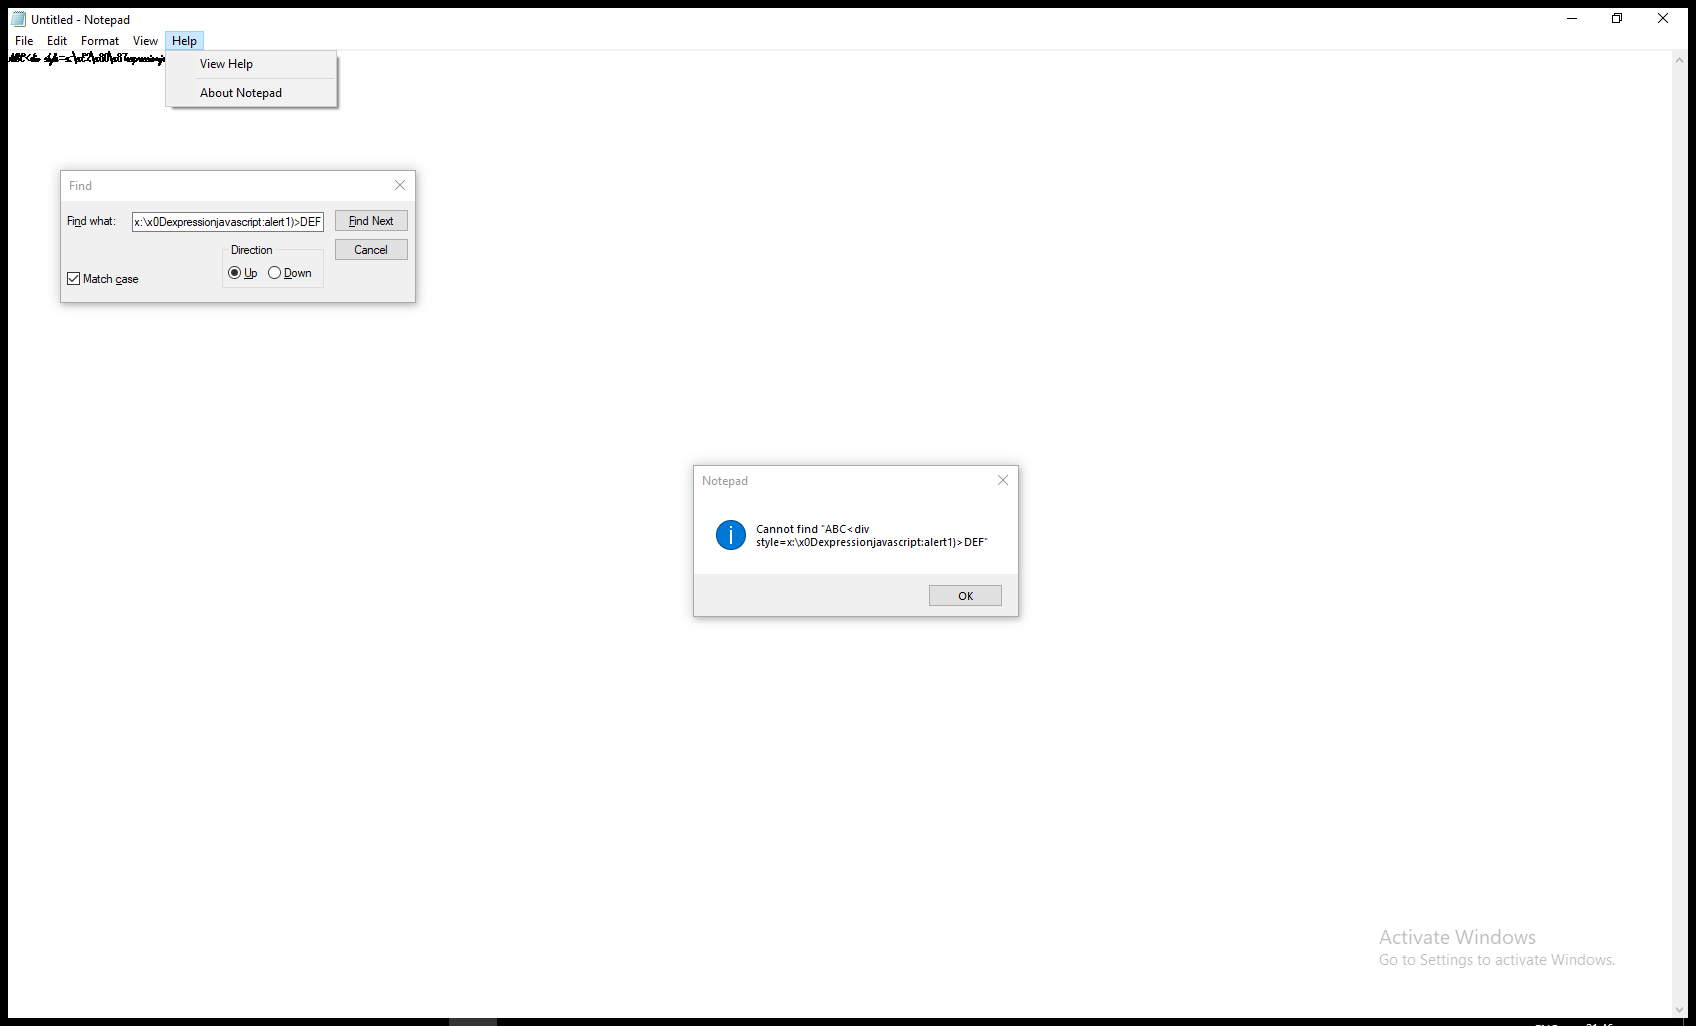 Untitled - Notepad
File Edit Format View Help
View Help
About Notepad
Find
Find what: x:\x0Dexpressionjavascript:alert1)>DEF Find Next
Direction Cancel
Up Down
Match case
Notepad
Cannot find "ABC<div
style=x:\x0Dexpressionjavascript:alert1)>DEF"
OK
Activate Windows
Go to Settings to activate Windows.